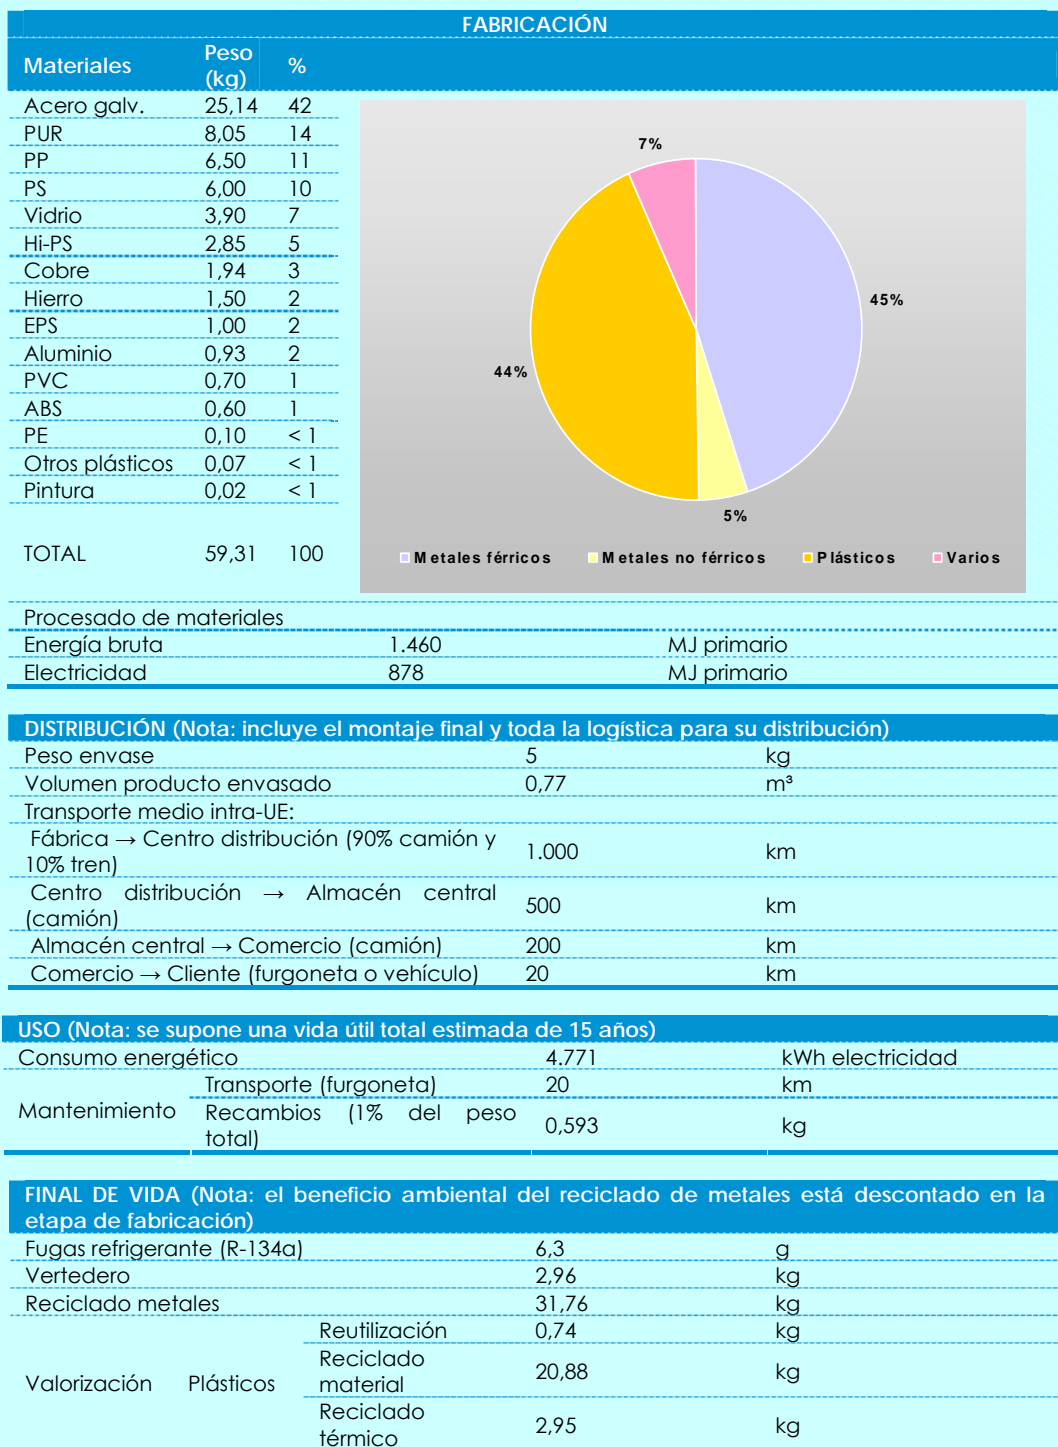 FABRICACIÓN
Materiales Peso (kg) %
Acero galv. 25,14 42
PUR 8,05 14
PP 6,50 11
PS 6,00 10
Vidrio 3,90 7
Hi-PS 2,85 5
Cobre 1,94 3
Hierro 1,50 2
EPS 1,00 2
Aluminio 0,93 2
PVC 0,70 1
ABS 0,60 1
PE 0,10 < 1
Otros plásticos 0,07 < 1
Pintura 0,02 < 1
TOTAL 59,31 100
7%
45%
44%
5%
Metales férricos Metales no férricos Plásticos Varios
Procesado de materiales
Energía bruta 1.460 MJ primario
Electricidad 878 MJ primario
DISTRIBUCIÓN (Nota: incluye el montaje final y toda la logística para su distribución)
Peso envase 5 kg
Volumen producto envasado 0,77 m³
Transporte medio intra-UE:
Fábrica → Centro distribución (90% camión y
10% tren) 1.000 km
Centro distribución → Almacén central
(camión) 500 km
Almacén central → Comercio (camión) 200 km
Comercio → Cliente (furgoneta o vehículo) 20 km
USO (Nota: se supone una vida útil total estimada de 15 años)
Consumo energético 4.771 kWh electricidad
Mantenimiento Transporte (furgoneta) 20 km
Recambios (1% del peso
total) 0,593 kg
FINAL DE VIDA (Nota: el beneficio ambiental del reciclado de metales está descontado en la
etapa de fabricación)
Fugas refrigerante (R-134a) 6,3 g
Vertedero 2,96 kg
Reciclado metales 31,76 kg
Valorización Plásticos Reutilización 0,74 kg
Reciclado
material 20,88 kg
Reciclado
térmico 2,95 kg